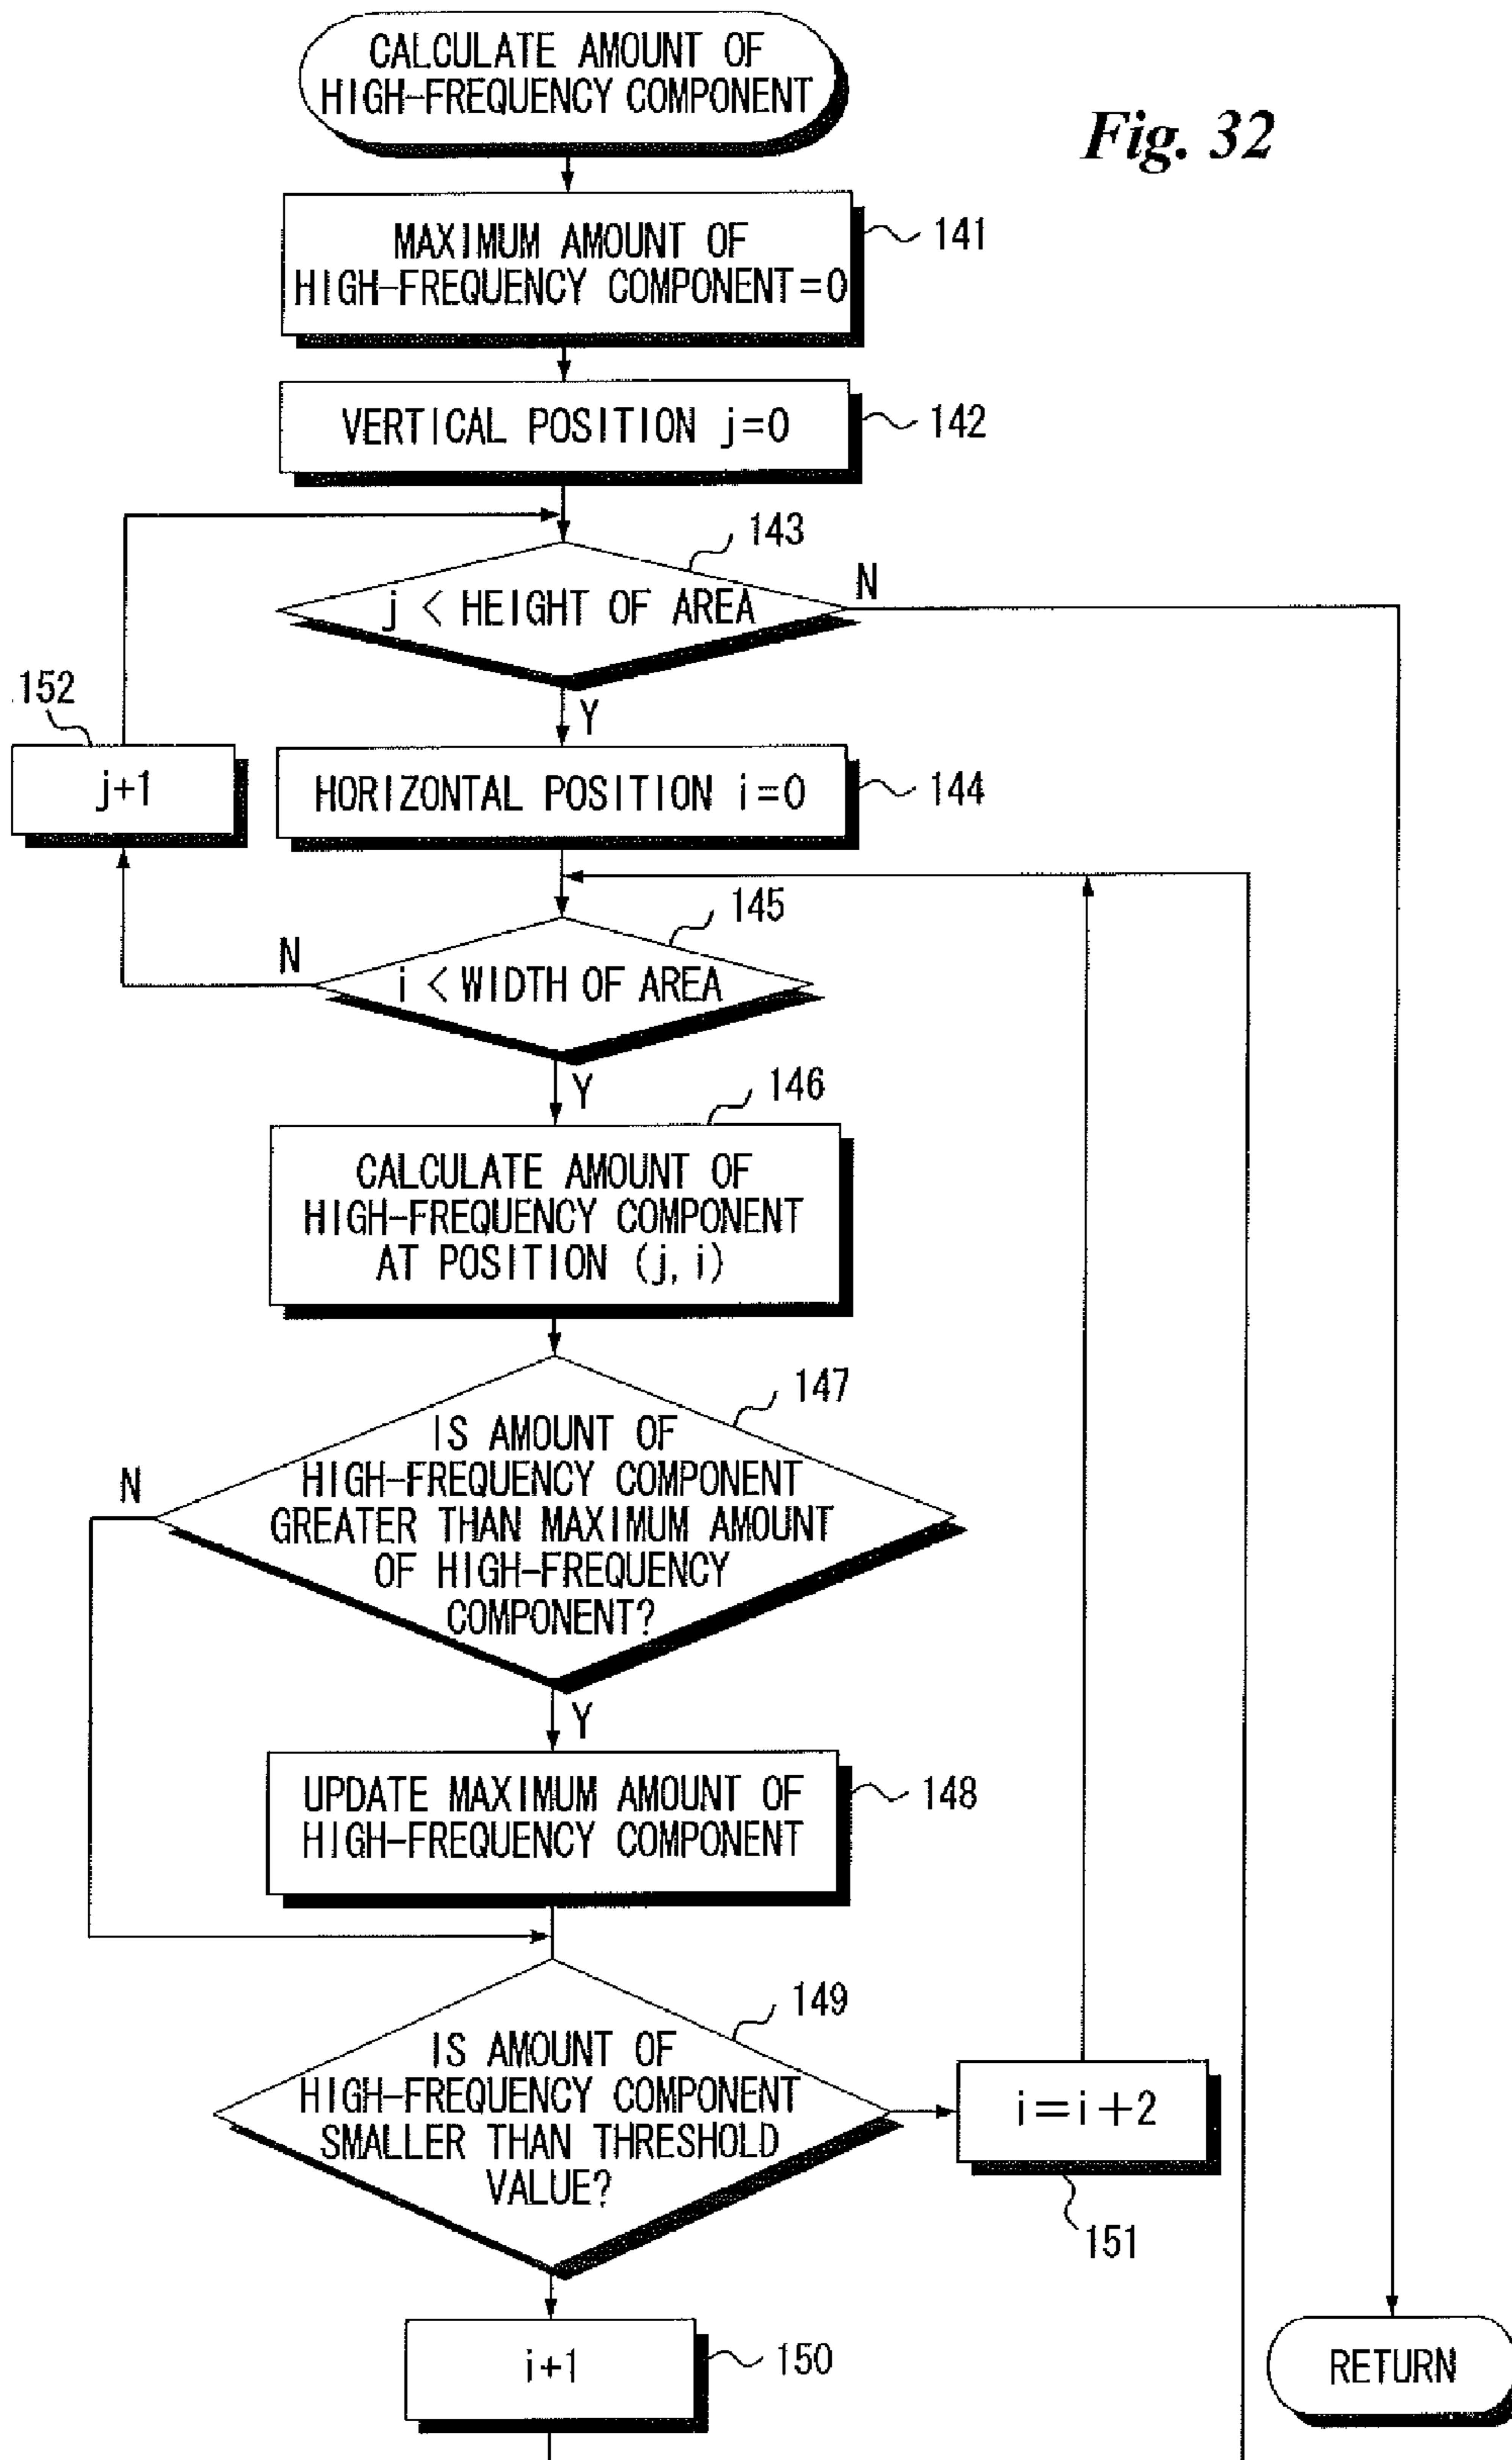 CALCULATE AMOUNT OF
HIGH-FREQUENCY COMPONENT
Fig. 32
MAXIMUM AMOUNT OF
HIGH-FREQUENCY COMPONENT=0
141
VERTICAL POSITION j=0
142
143
j < HEIGHT OF AREA
N
Y
152
j+1
HORIZONTAL POSITION i=0
144
145
N
i < WIDTH OF AREA
Y
146
CALCULATE AMOUNT OF
HIGH-FREQUENCY COMPONENT
AT POSITION (j, i)
147
N
IS AMOUNT OF
HIGH-FREQUENCY COMPONENT
GREATER THAN MAXIMUM AMOUNT
OF HIGH-FREQUENCY
COMPONENT?
Y
UPDATE MAXIMUM AMOUNT OF
HIGH-FREQUENCY COMPONENT
148
149
IS AMOUNT OF
HIGH-FREQUENCY COMPONENT
SMALLER THAN THRESHOLD
VALUE?
i=i+2
151
i+1
150
RETURN